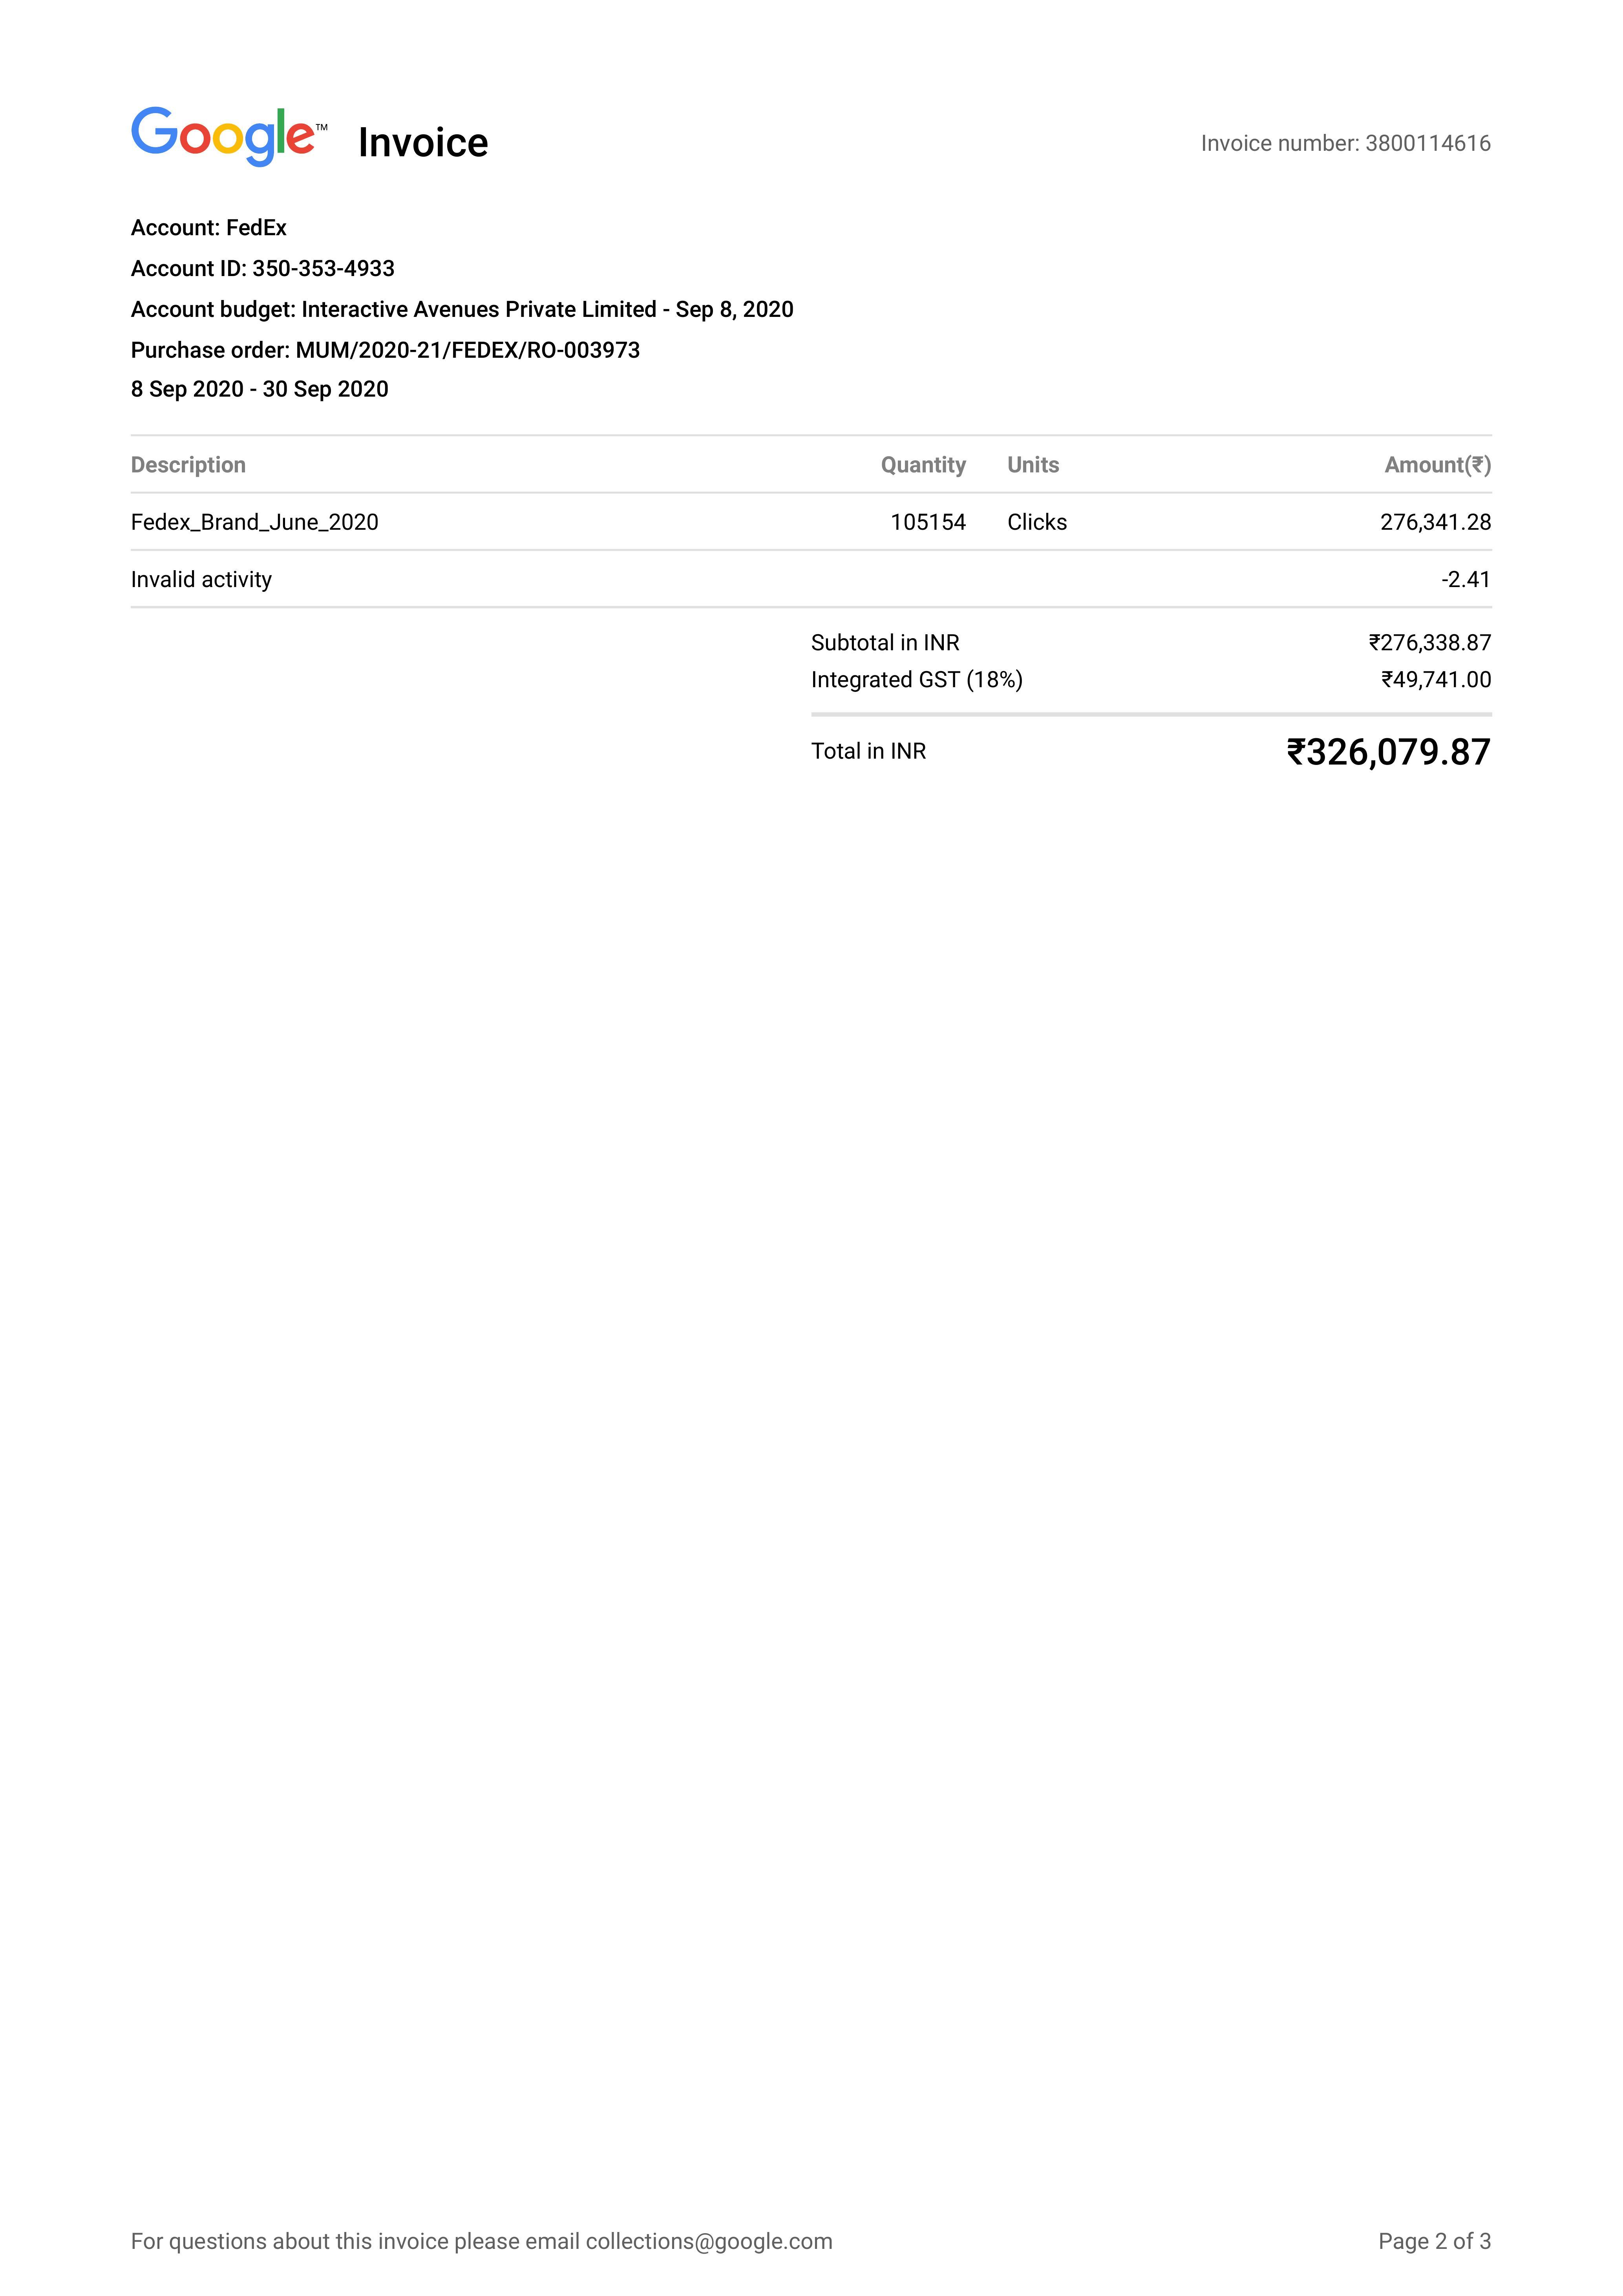 Google™ Invoice Invoice number: 3800114616
Account: FedEx
Account ID: 350-353-4933
Account budget: Interactive Avenues Private Limited - Sep 8, 2020
Purchase order: MUM/2020-21/FEDEX/RO-003973
8 Sep 2020 - 30 Sep 2020
Description Quantity Units Amount(₹)
Fedex_Brand_June_2020 105154 Clicks 276,341.28
Invalid activity -2.41
Subtotal in INR ₹276,338.87
Integrated GST (18%) ₹49,741.00
Total in INR ₹326,079.87
For questions about this invoice please email collections@google.com Page 2 of 3